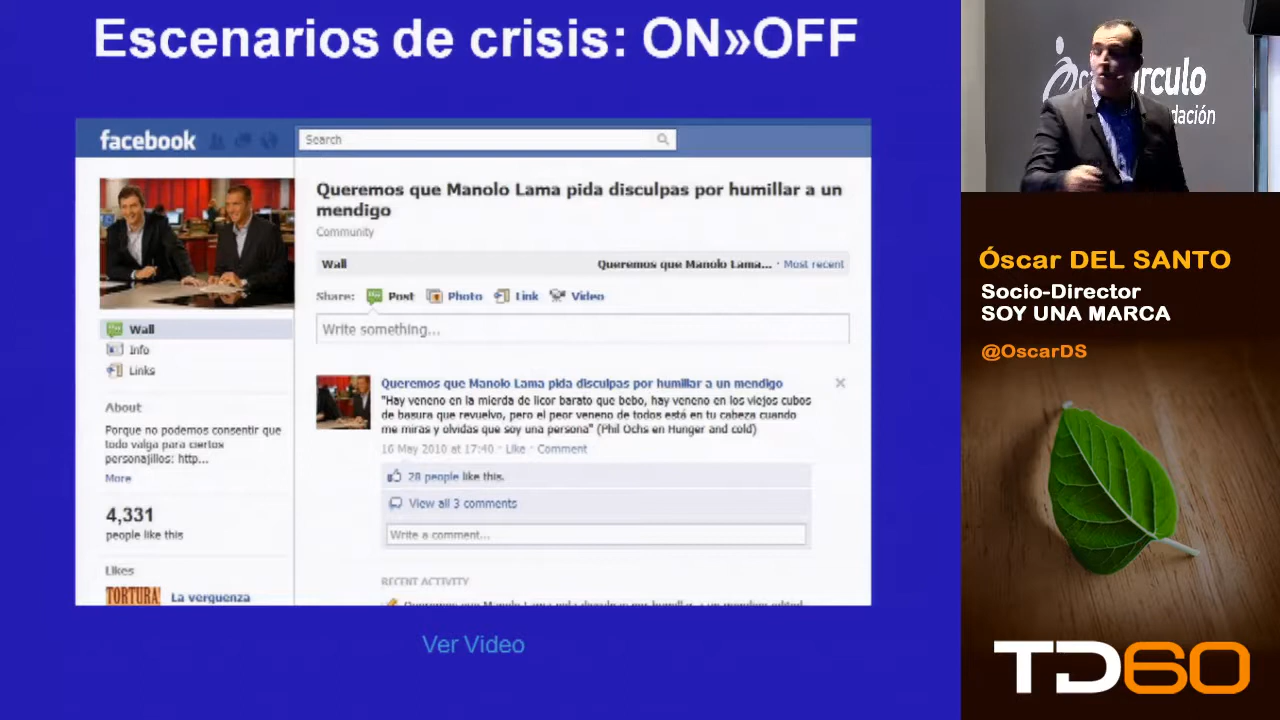 Escenarios de crisis: ON»OFF
facebook
Search
Queremos que Manolo Lama pida disculpas por humillar a un
mendigo
Community
Wall
Queremos que Manolo Lama... · Most recent
Share: Post Photo Link Video
Write something...
Wall
Info
Links
About
Porque no podemos consentir que
todo valga para ciertos
personajillos: http...
More
4,331
people like this
Likes
TORTURA
La verguenza
Queremos que Manolo Lama pida disculpas por humillar a un mendigo
"Hay veneno en la mierda de licor barato que bebo, hay veneno en los viejos cubos
de basura que revuelvo, pero el peor veneno de todos está en tu cabeza cuando
me miras y olvidas que soy una persona" (Phil Ochs en Hunger and cold)
16 May 2010 at 17:40 · Like · Comment
28 people like this.
View all 3 comments
Write a comment...
RECENT ACTIVITY
Ver Video
Óscar DEL SANTO
Socio-Director
SOY UNA MARCA
@OscarDS
TD60